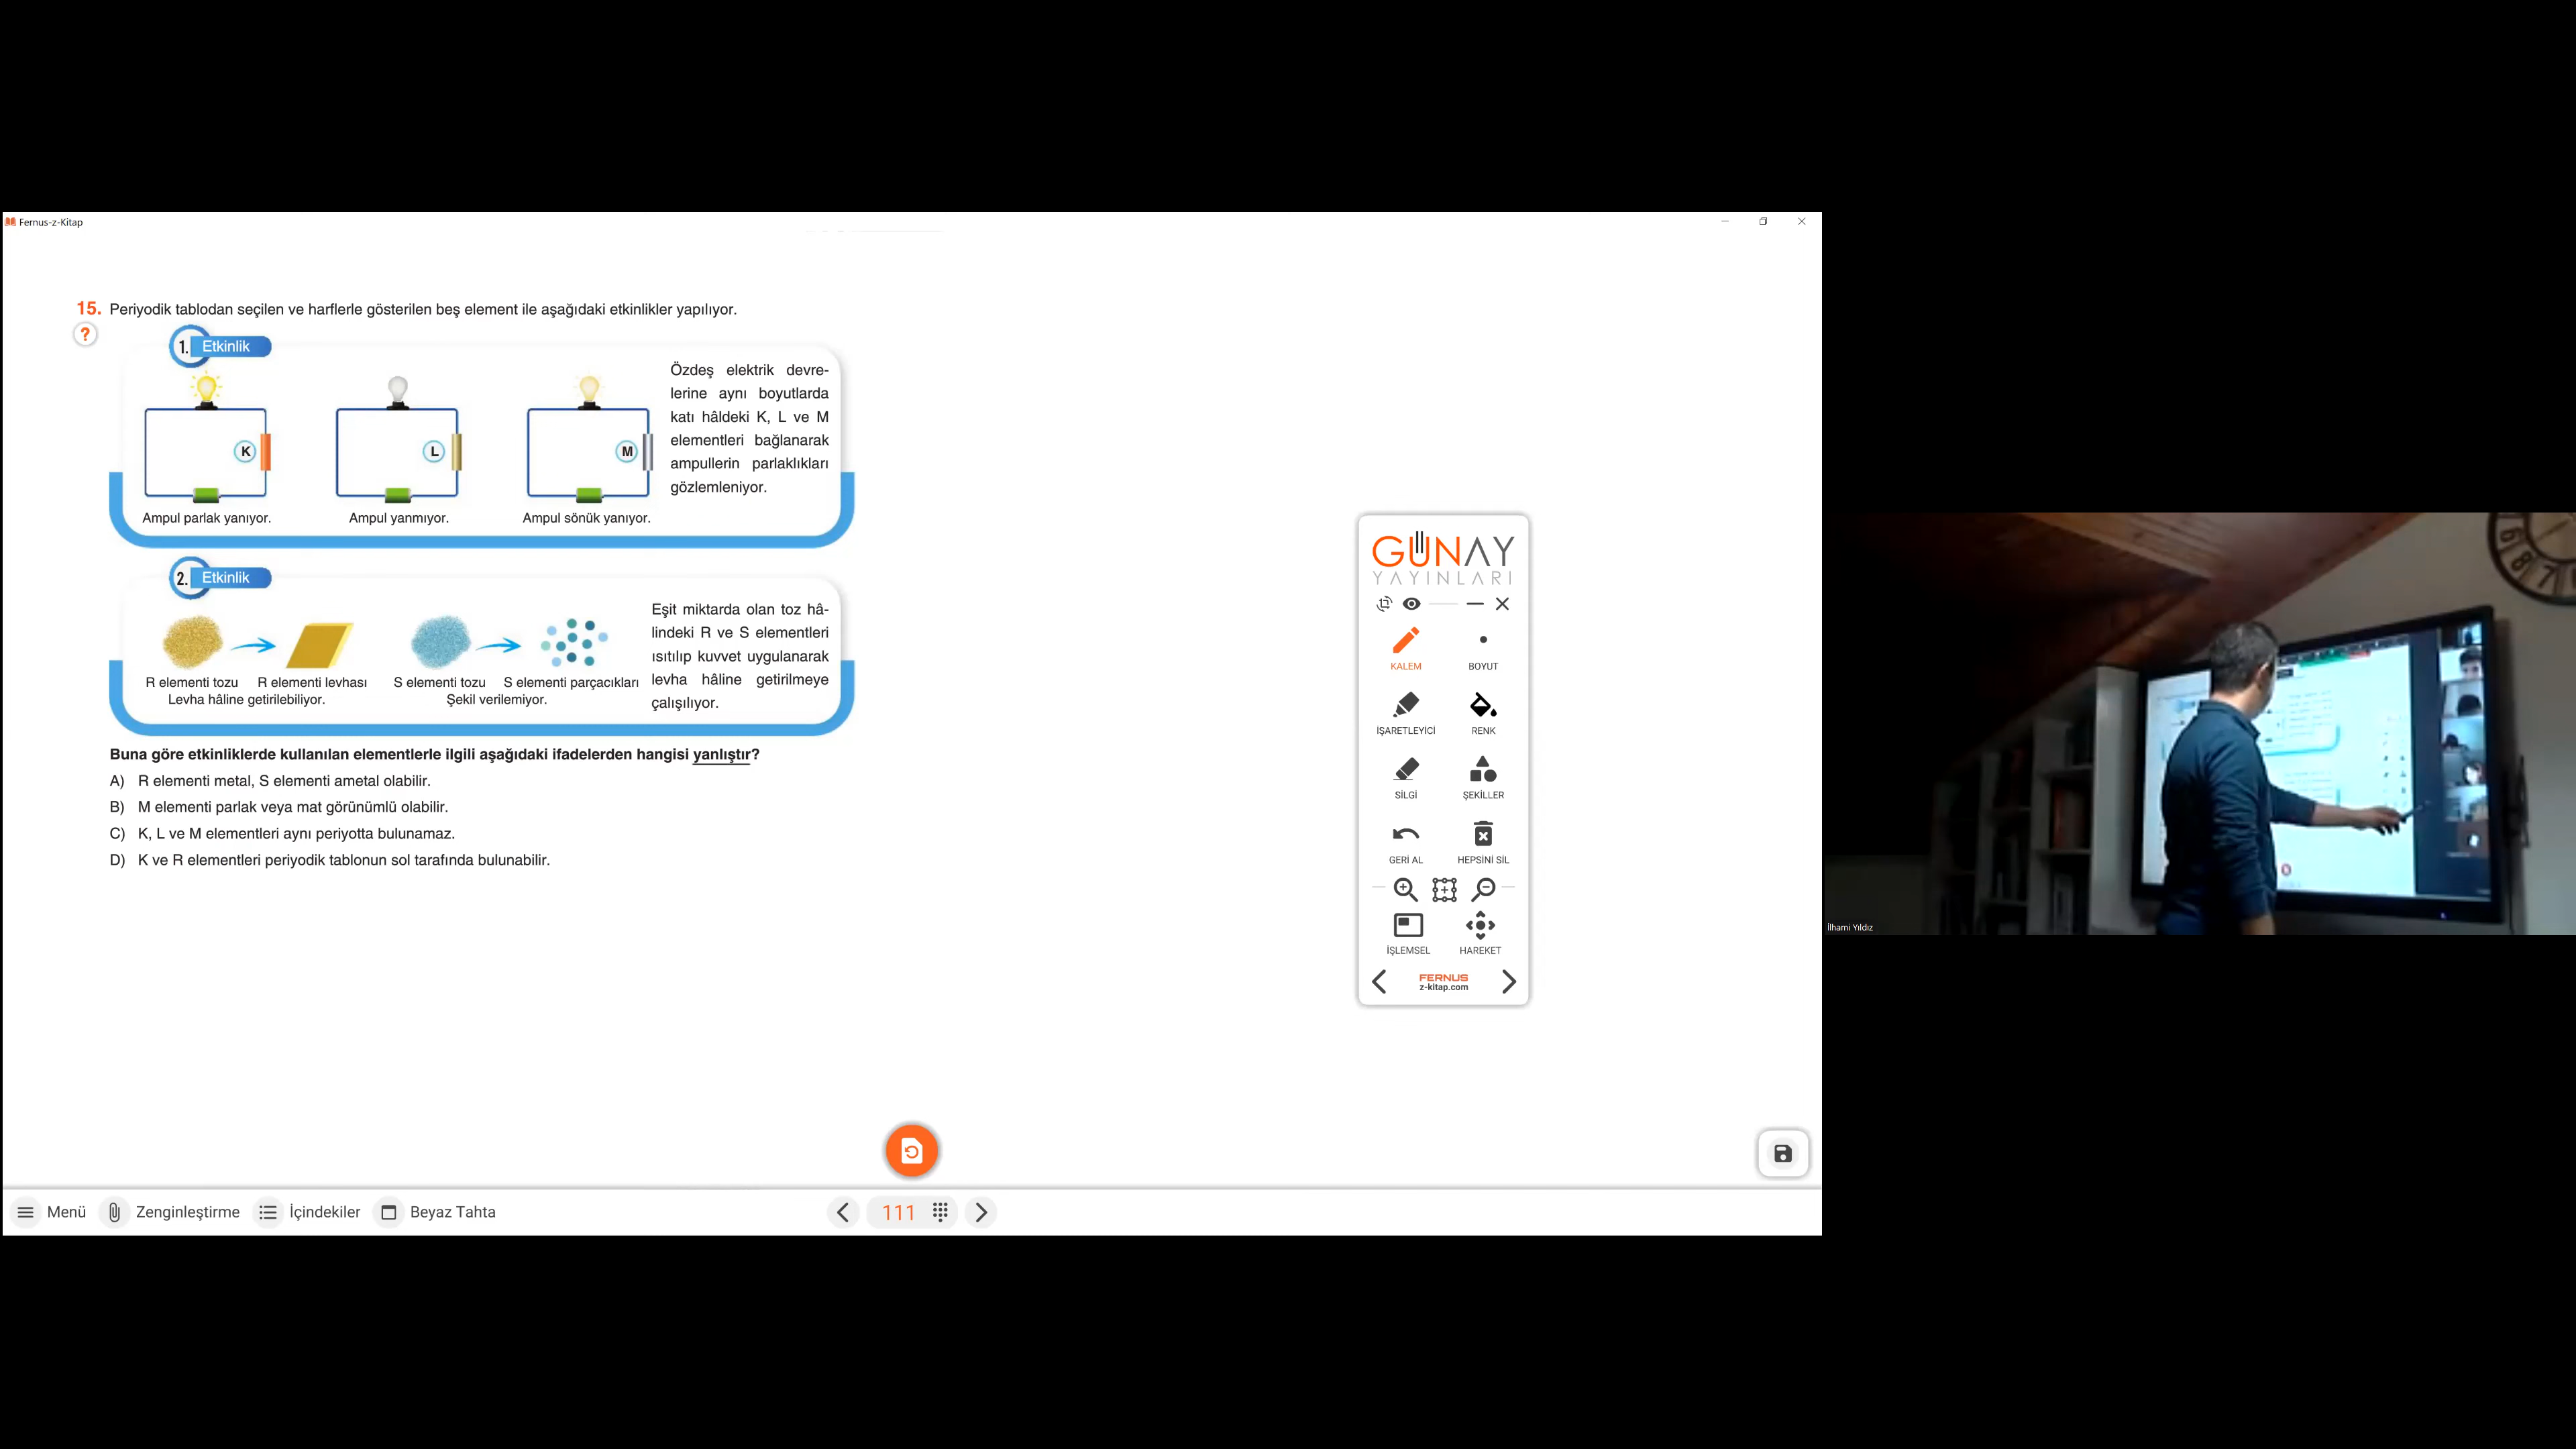 Fernus-z-Kitap
15. Periyodik tablodan seçilen ve harflerle gösterilen beş element ile aşağıdaki etkinlikler yapılıyor.
?
1. Etkinlik
K
L
M
Ampul parlak yanıyor.
Ampul yanmıyor.
Ampul sönük yanıyor.
Özdeş elektrik devre-
lerine aynı boyutlarda
katı hâldeki K, L ve M
elementleri bağlanarak
ampullerin parlaklıkları
gözlemleniyor.
2. Etkinlik
R elementi tozu R elementi levhası
Levha hâline getirilebiliyor.
S elementi tozu S elementi parçacıkları
Şekil verilemiyor.
Eşit miktarda olan toz hâ-
lindeki R ve S elementleri
ısıtılıp kuvvet uygulanarak
levha hâline getirilmeye
çalışılıyor.
Buna göre etkinliklerde kullanılan elementlerle ilgili aşağıdaki ifadelerden hangisi yanlıştır?
A) R elementi metal, S elementi ametal olabilir.
B) M elementi parlak veya mat görünümlü olabilir.
C) K, L ve M elementleri aynı periyotta bulunamaz.
D) K ve R elementleri periyodik tablonun sol tarafında bulunabilir.
GÜNAY
YAYINLARI
KALEM
BOYUT
İŞARETLEYİCİ
RENK
SİLGİ
ŞEKİLLER
GERİ AL
HEPSİNİ SİL
İŞLEMSEL
HAREKET
FERNUS
z-kitap.com
Menü
Zenginleştirme
İçindekiler
Beyaz Tahta
111
İlhami Yıldız